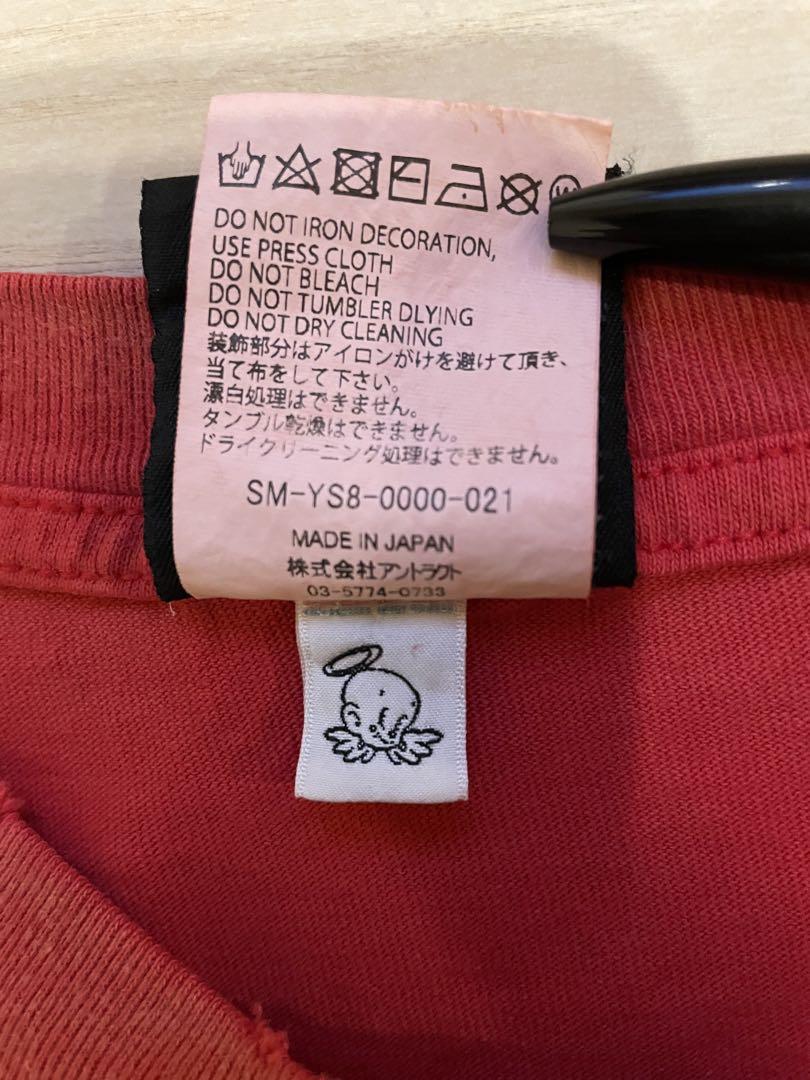 DO NOT IRON DECORATION,
USE PRESS CLOTH
DO NOT BLEACH
DO NOT TUMBLER DLYING
DO NOT DRY CLEANING
装飾部分はアイロンがけを避けて頂き、
当て布をして下さい。
漂白処理はできません。
タンブル乾燥はできません。
ドライクリーニング処理はできません。
SM-YS8-0000-021
MADE IN JAPAN
株式会社アントラクト
03-5774-0733